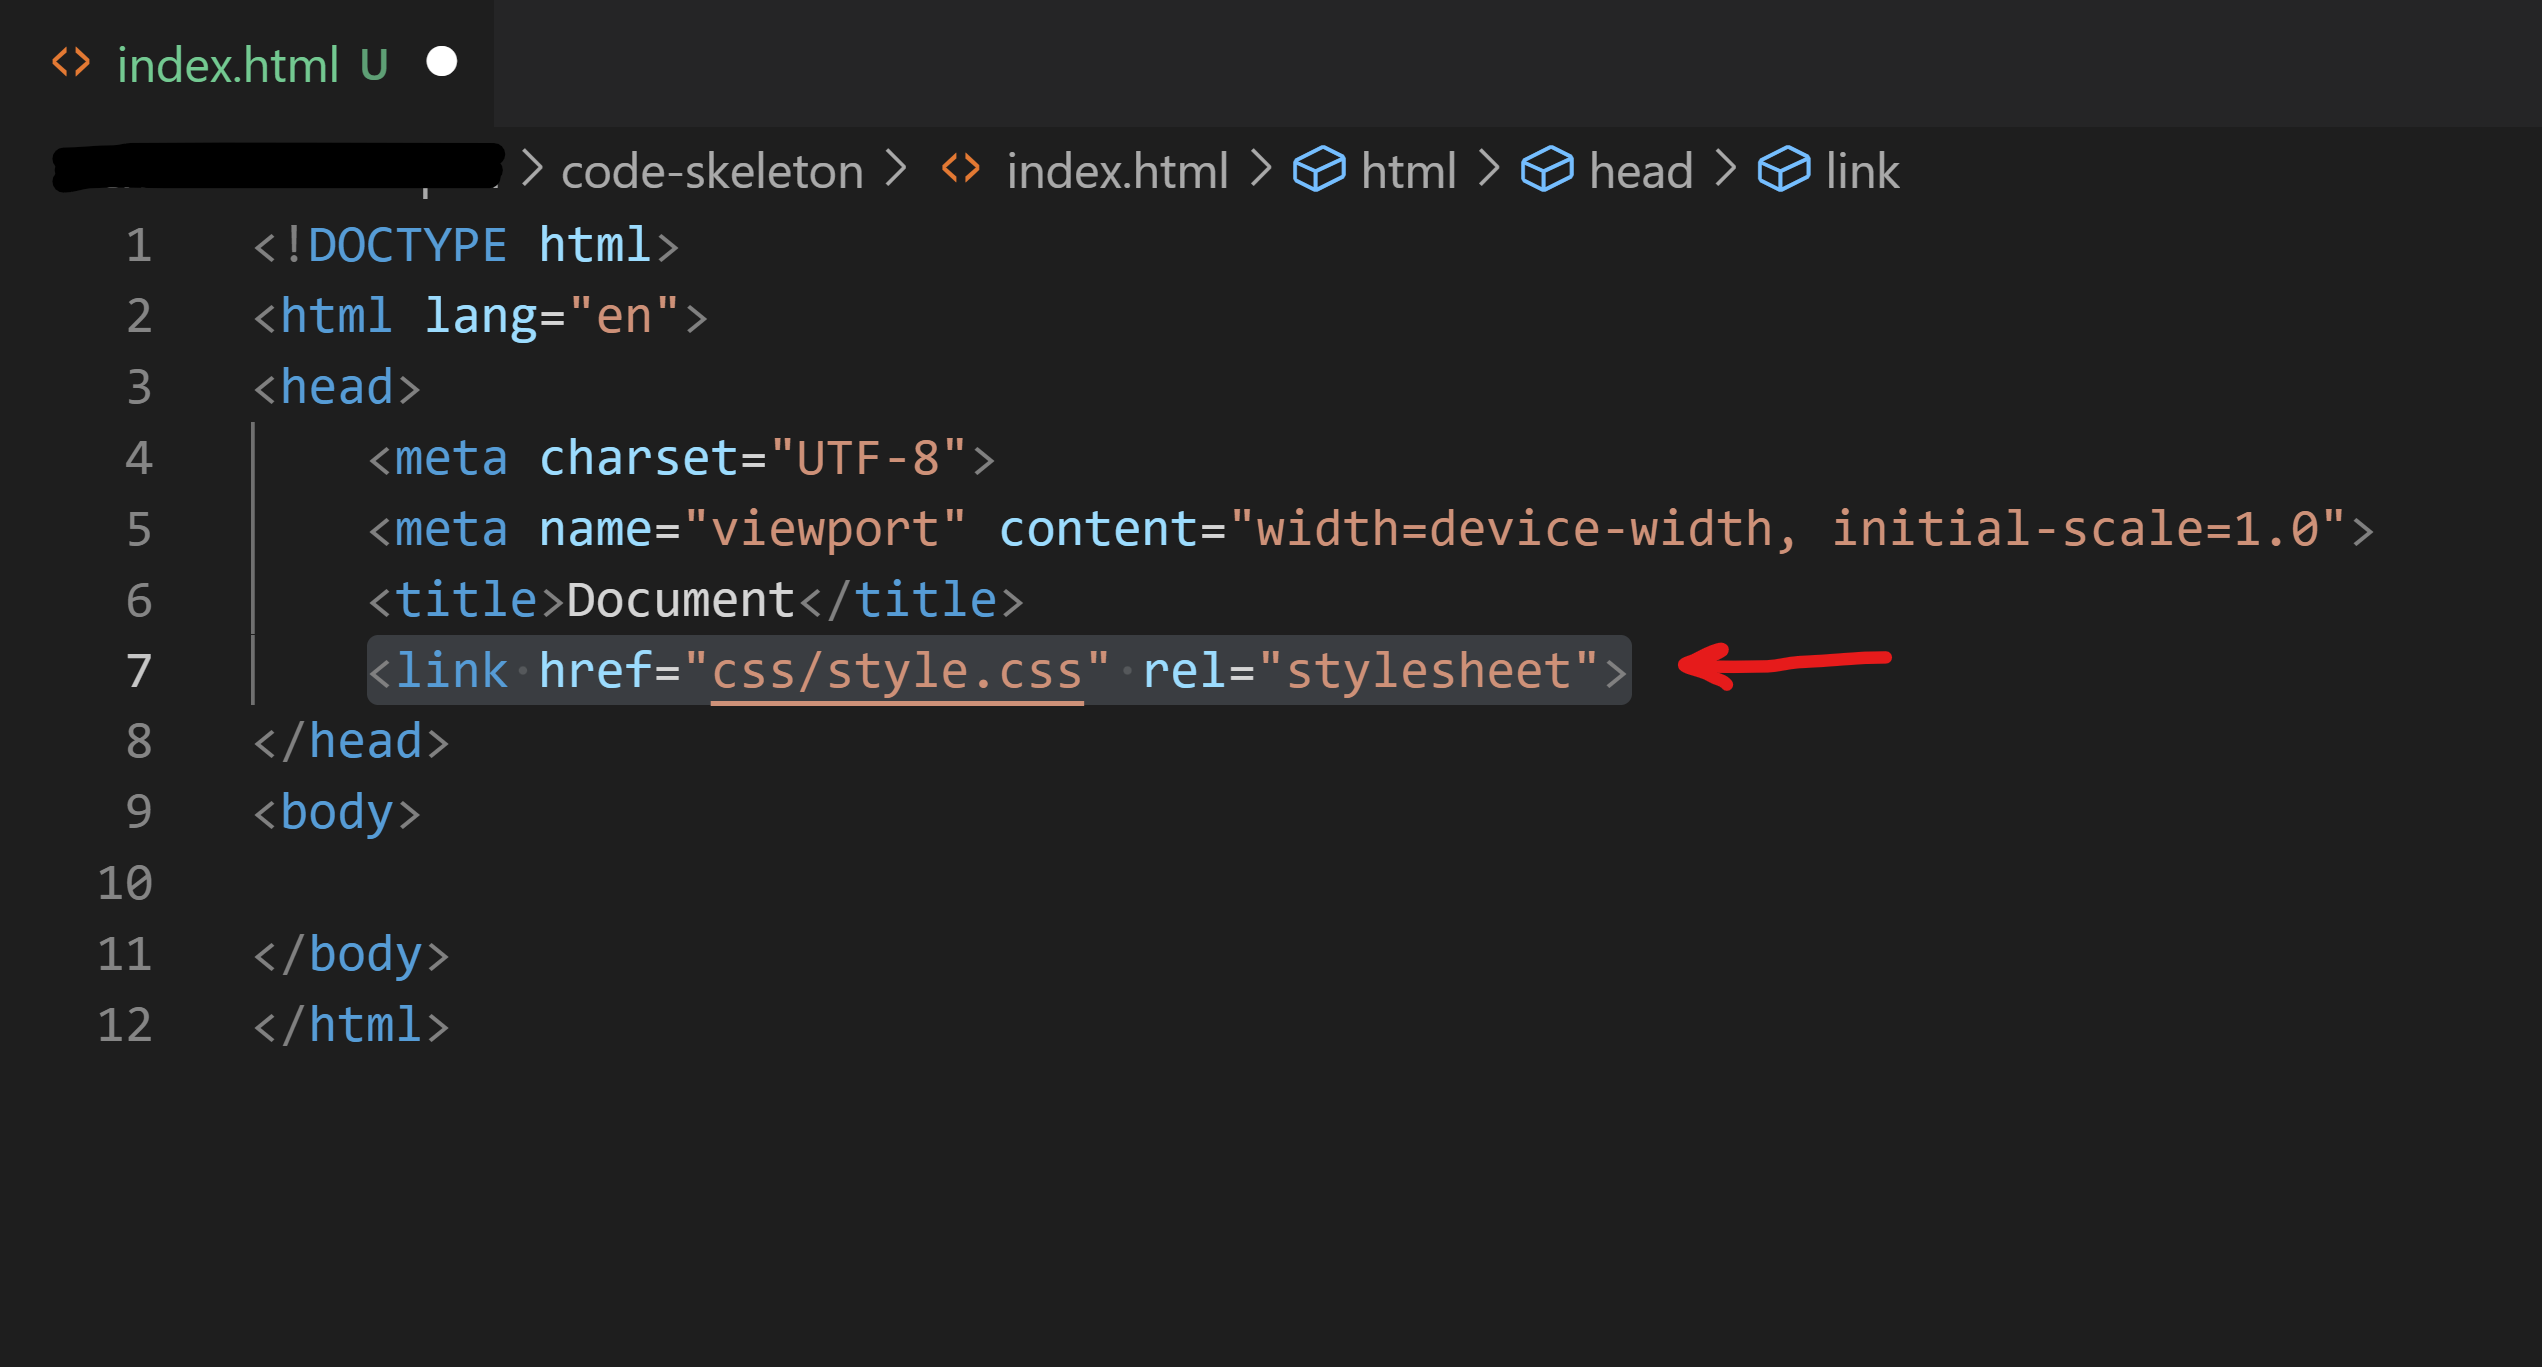 index.html U
code-skeleton > index.html > html > head > link
1 <!DOCTYPE html>
2 <html lang="en">
3 <head>
4     <meta charset="UTF-8">
5     <meta name="viewport" content="width=device-width, initial-scale=1.0">
6     <title>Document</title>
7     <link href="css/style.css" rel="stylesheet">
8 </head>
9 <body>
10
11 </body>
12 </html>